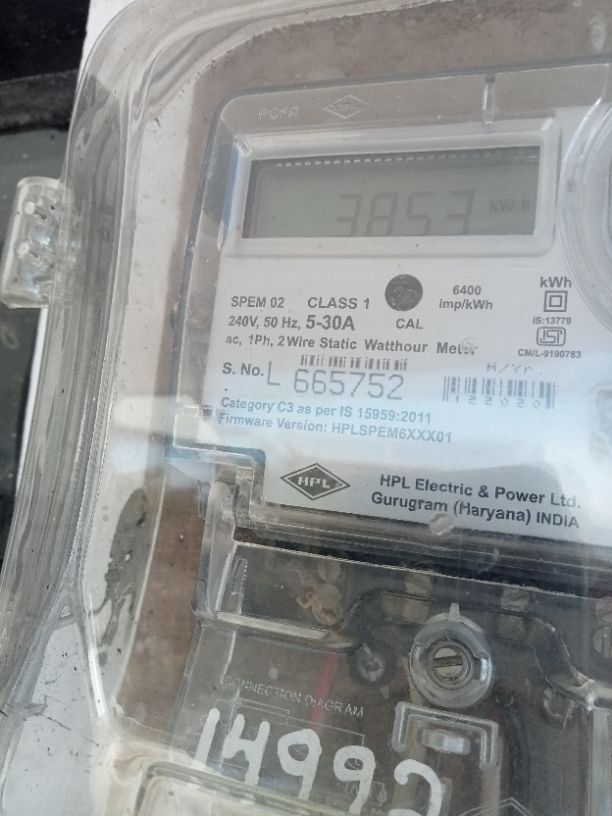 HPL
3853 kWh
SPEM 02 CLASS 1 6400 imp/kWh kWh
240V, 50 Hz, 5-30A CAL IS:13779
ac, 1Ph, 2 Wire Static Watthour Meter CM/L-9190783
S. No. L 665752 M/Yr.
122020
Category C3 as per IS 15959:2011
Firmware Version: HPLSPEM6XXX01
HPL
HPL Electric & Power Ltd.
Gurugram (Haryana) INDIA
CONNECTION DIAGRAM
14992